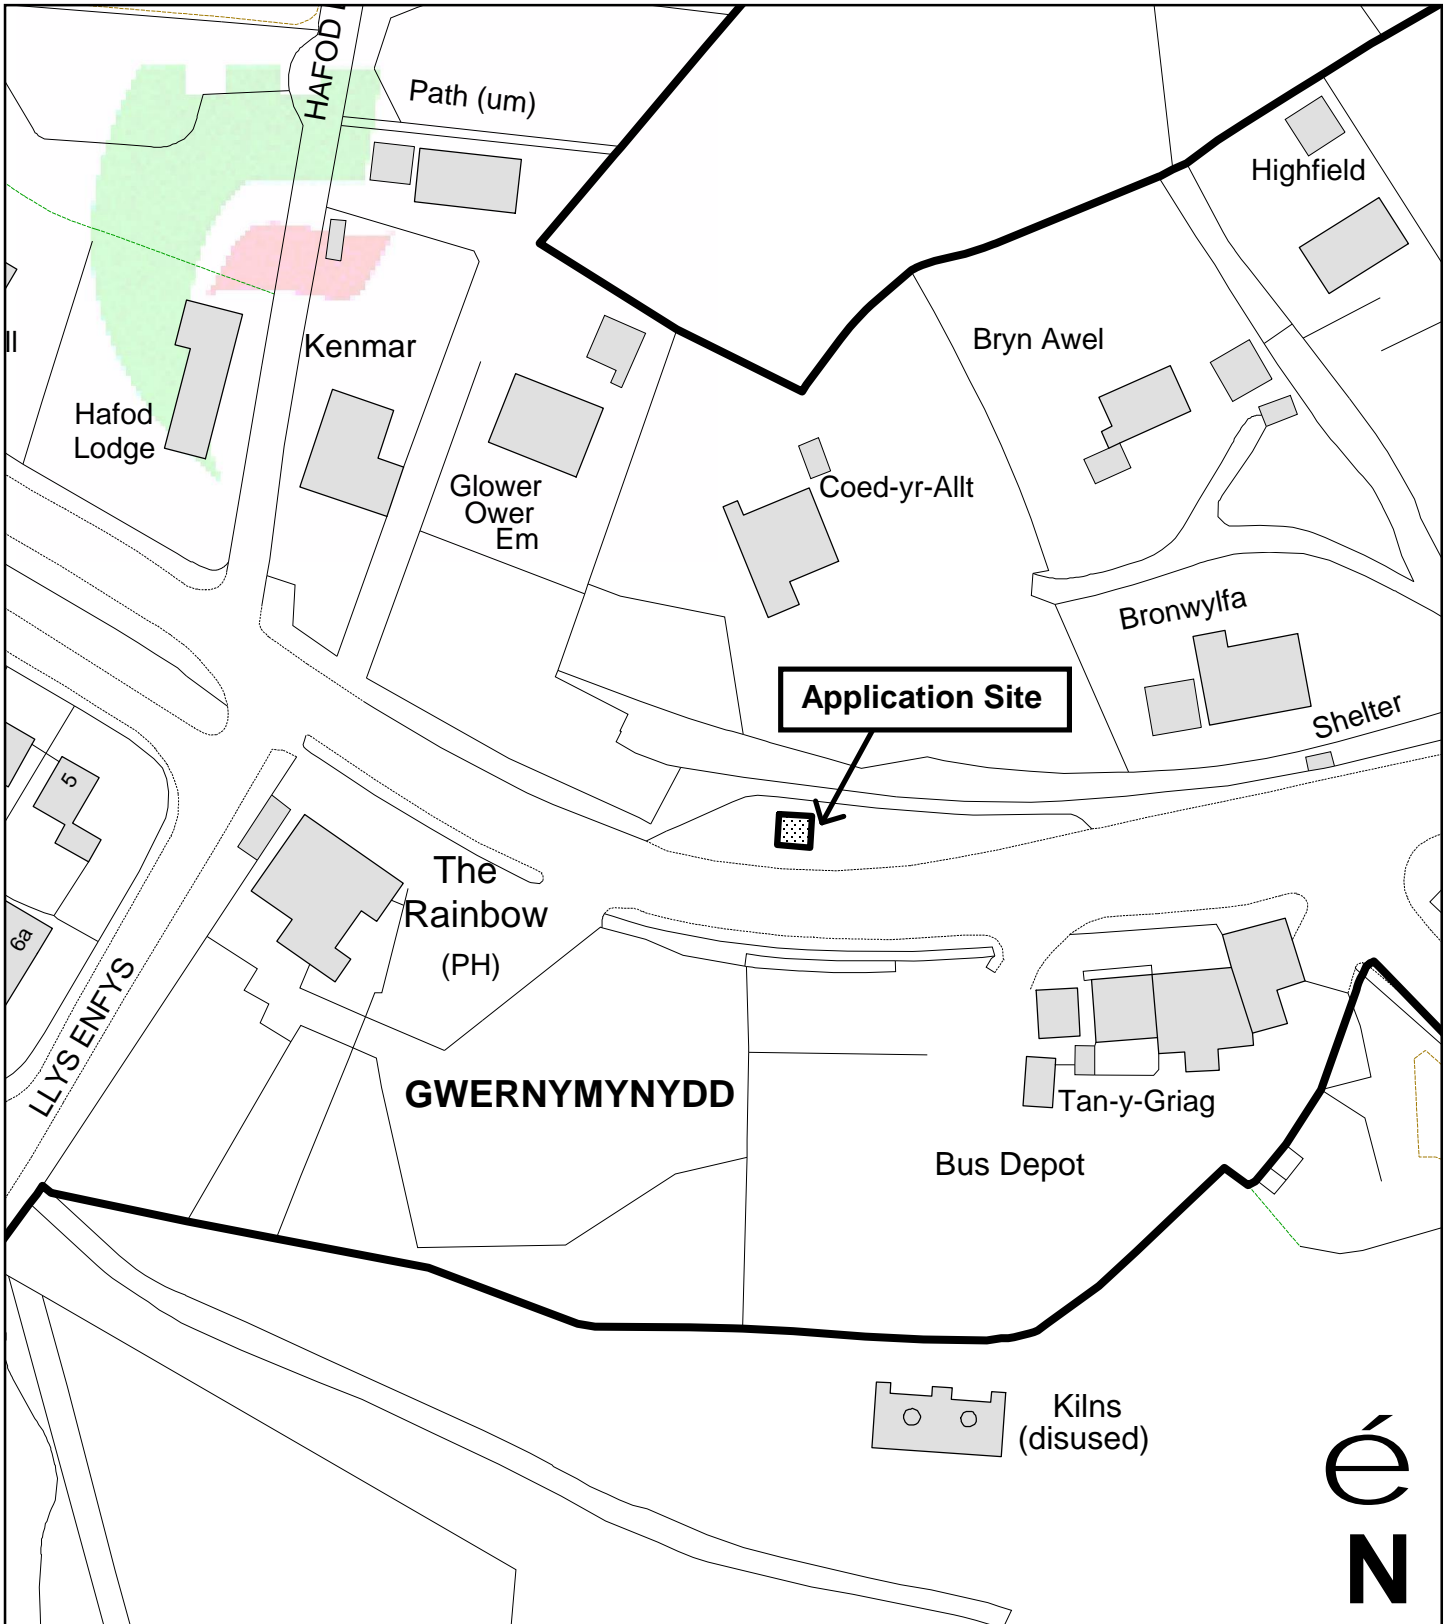 HAFOD
Path (um)
Highfield
Kenmar
Bryn Awel
ll
Hafod
Lodge
Glower
Ower
Em
Coed-yr-Allt
Bronwylfa
Application Site
Shelter
5
The
Rainbow
(PH)
6a
LLYS ENFYS
GWERNYMYNYDD
Tan-y-Griag
Bus Depot
Kilns
(disused)
é
N